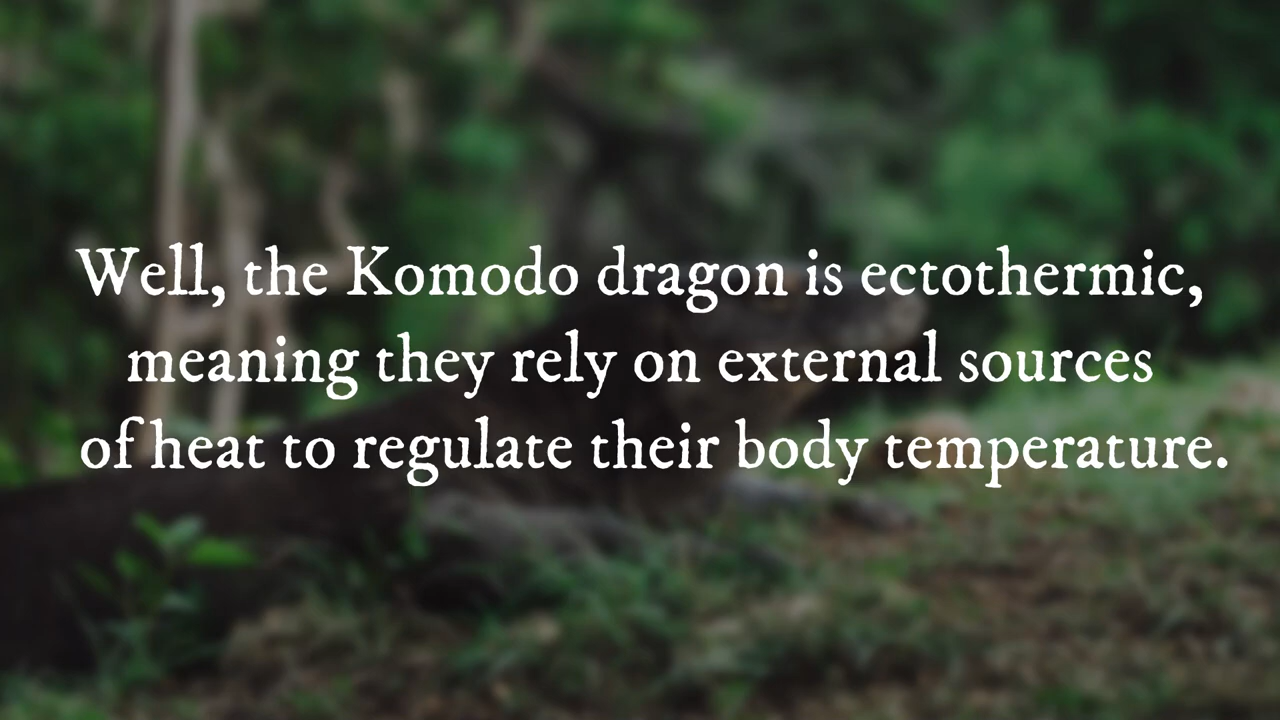 Well, the Komodo dragon is ectothermic,
meaning they rely on external sources
of heat to regulate their body temperature.